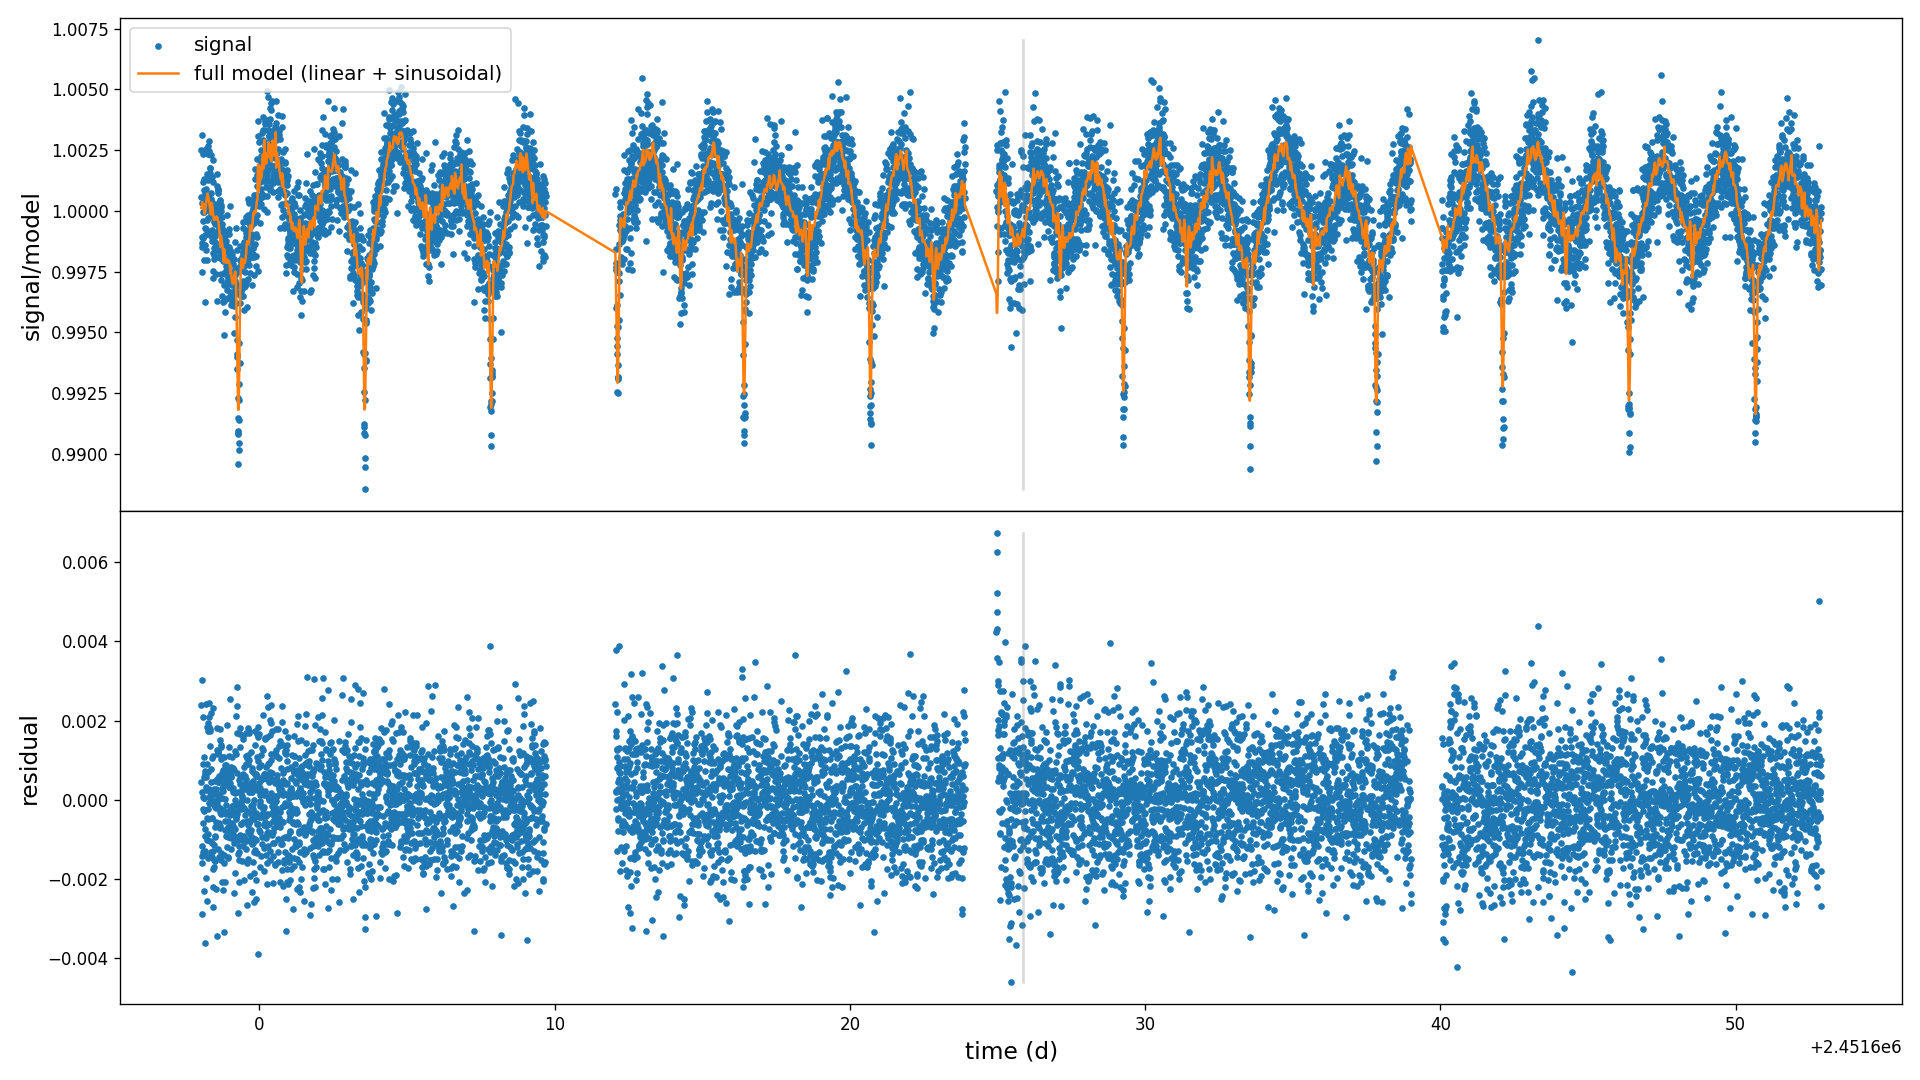 signal
full model (linear + sinusoidal)
signal/model
1.0075
1.0050
1.0025
1.0000
0.9975
0.9950
0.9925
0.9900
residual
0.006
0.004
0.002
0.000
−0.002
−0.004
0 10 20 30 40 50
time (d)
+2.4516e6